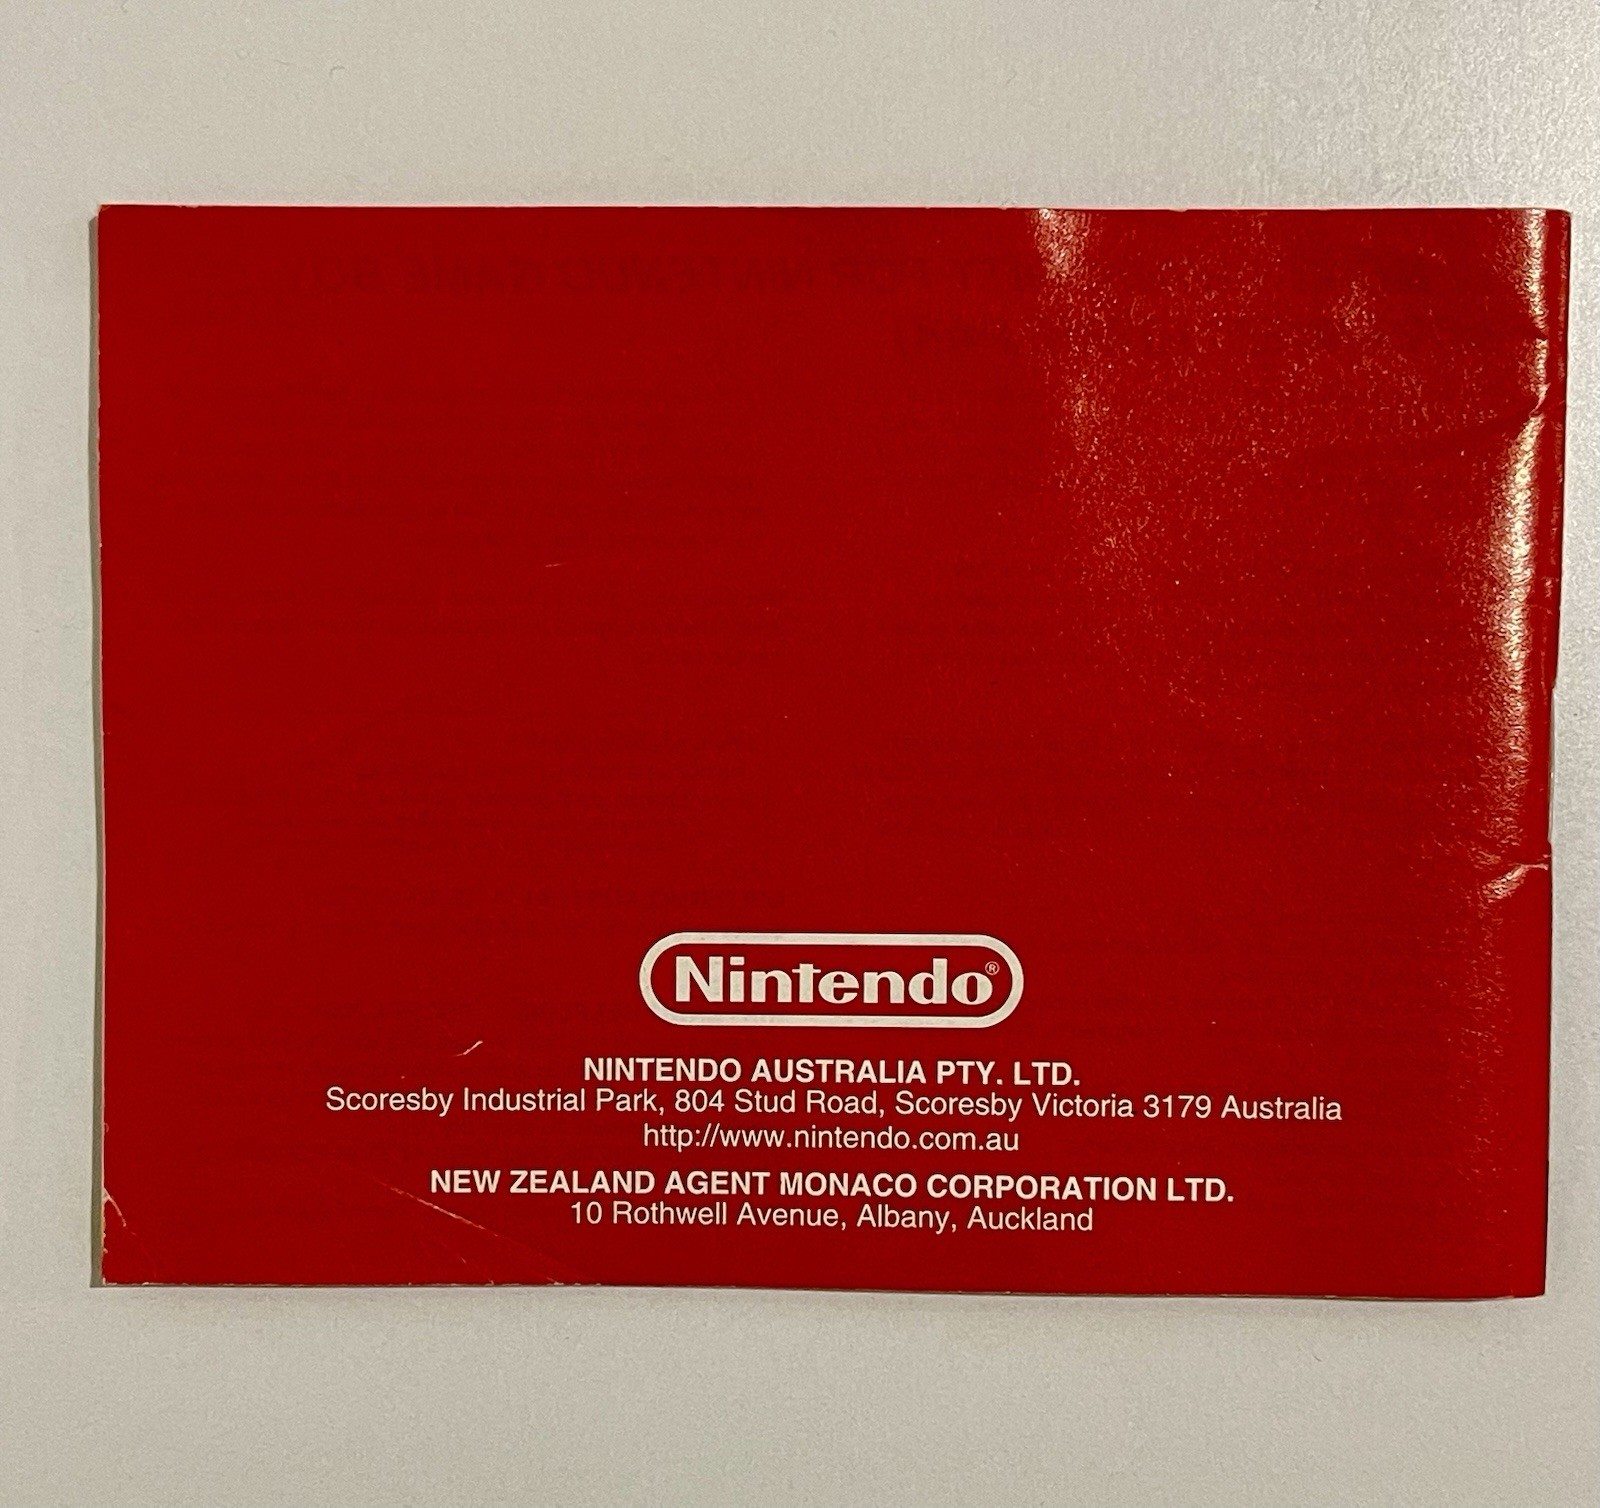 Nintendo®
NINTENDO AUSTRALIA PTY. LTD.
Scoresby Industrial Park, 804 Stud Road, Scoresby Victoria 3179 Australia
http://www.nintendo.com.au
NEW ZEALAND AGENT MONACO CORPORATION LTD.
10 Rothwell Avenue, Albany, Auckland